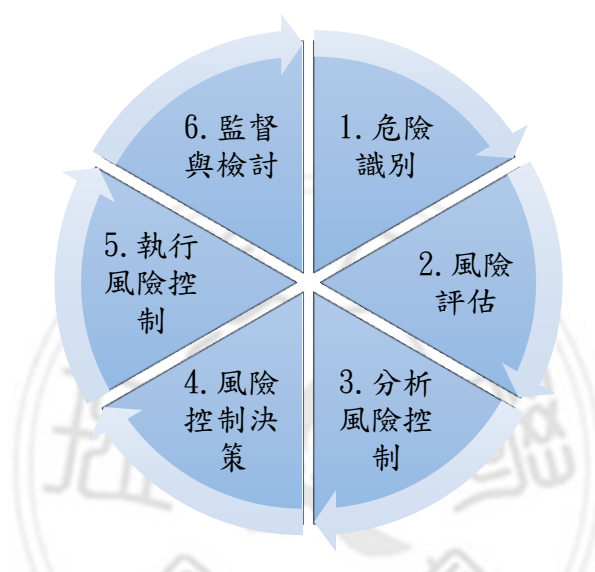 1.危險
識別
2.風險
評估
3.分析
風險控
制
4.風險
控制決
策
5.執行
風險控
制
6.監督
與檢討